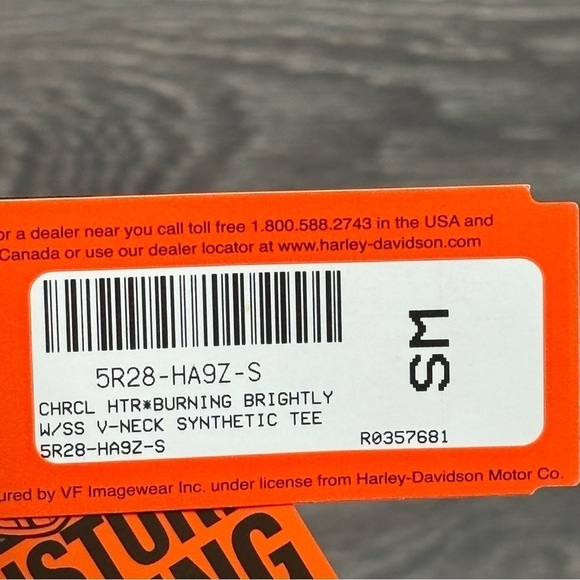 or a dealer near you call toll free 1.800.588.2743 in the USA and
Canada or use our dealer locator at www.harley-davidson.com
5R28-HA9Z-S
CHRCL HTR*BURNING BRIGHTLY
W/SS V-NECK SYNTHETIC TEE
5R28-HA9Z-S
R0357681
SM
ured by VF Imagewear Inc. under license from Harley-Davidson Motor Co.